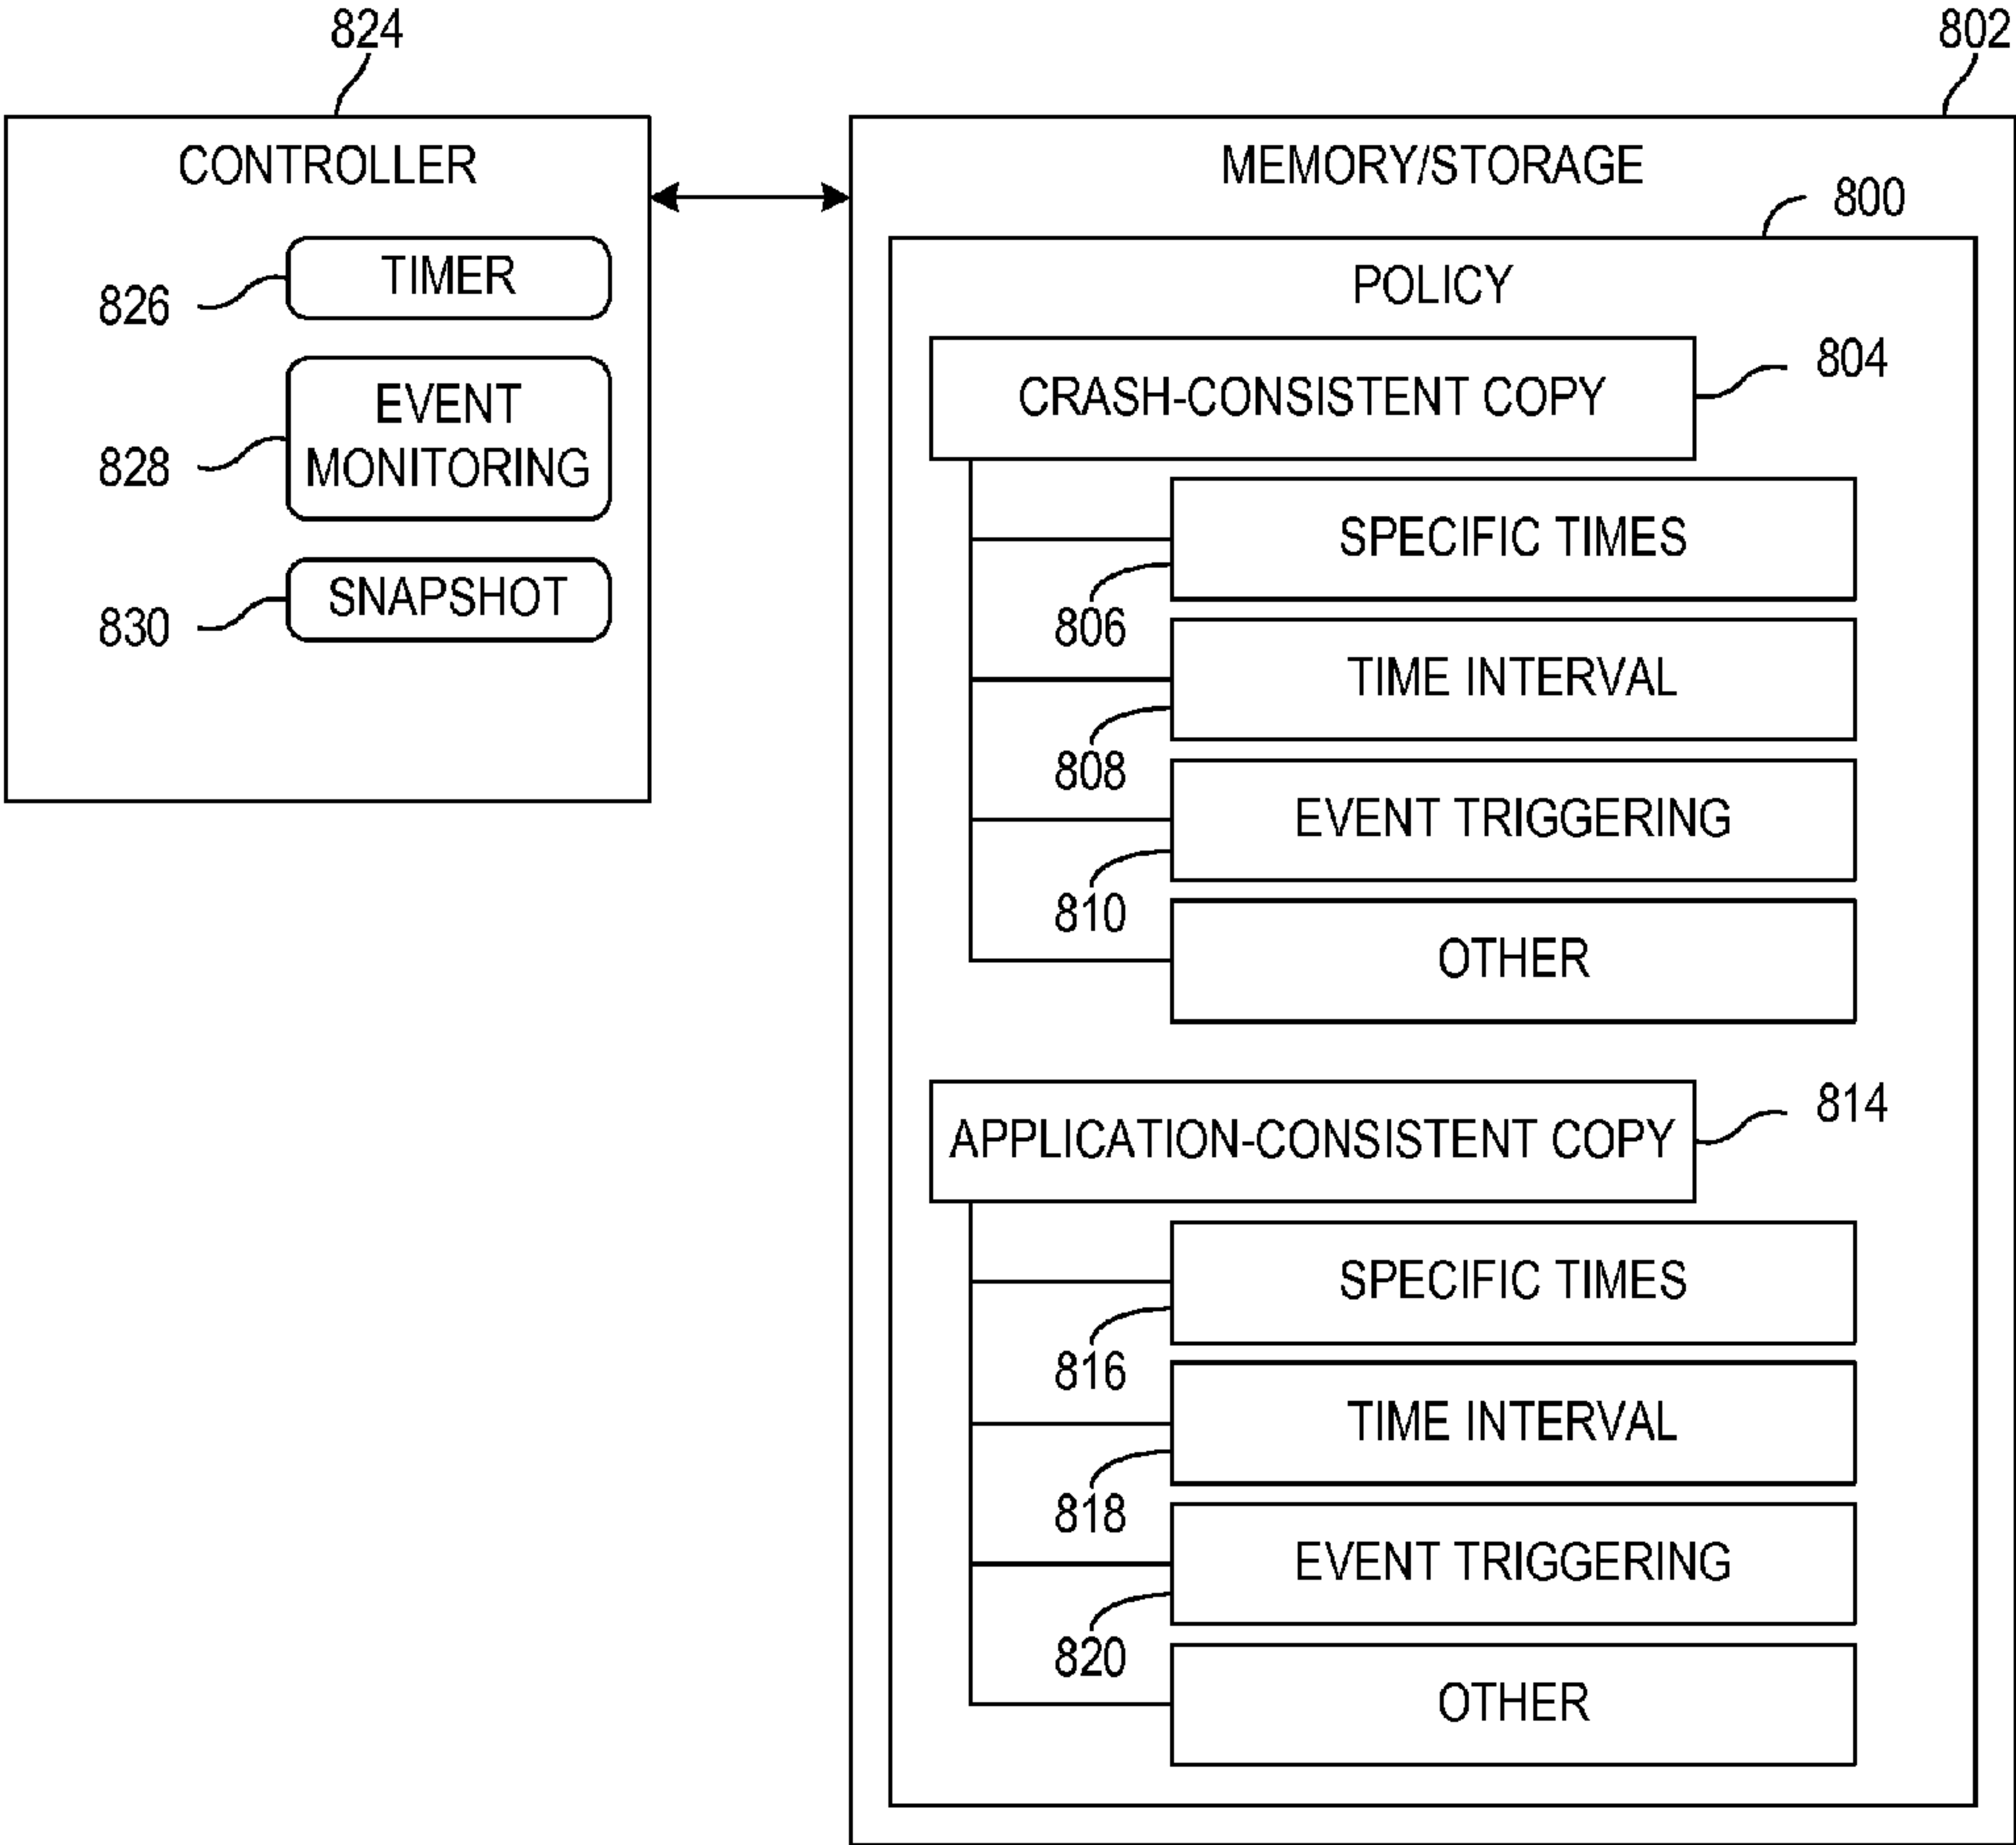 824
802
CONTROLLER
TIMER
826
EVENT
MONITORING
828
SNAPSHOT
830
MEMORY/STORAGE
800
POLICY
CRASH-CONSISTENT COPY
804
SPECIFIC TIMES
806
TIME INTERVAL
808
EVENT TRIGGERING
810
OTHER
APPLICATION-CONSISTENT COPY
814
SPECIFIC TIMES
816
TIME INTERVAL
818
EVENT TRIGGERING
820
OTHER